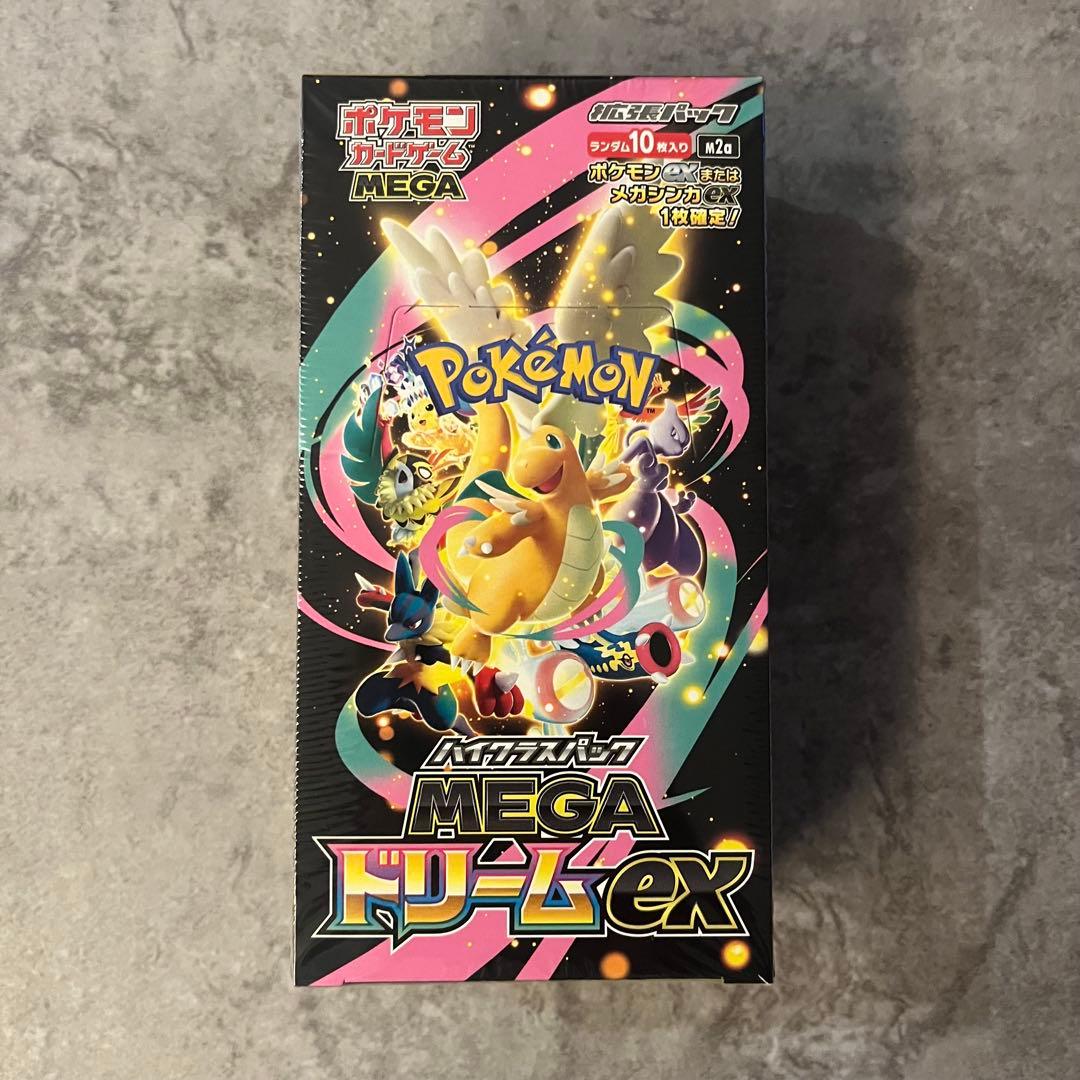 ポケモン
カードゲーム
MEGA
拡張パック
ランダム10枚入り M2a
ポケモンexまたは
メガシンカex
1枚確定!
POKéMON
TM
ハイクラスパック
MEGA
ドリームex